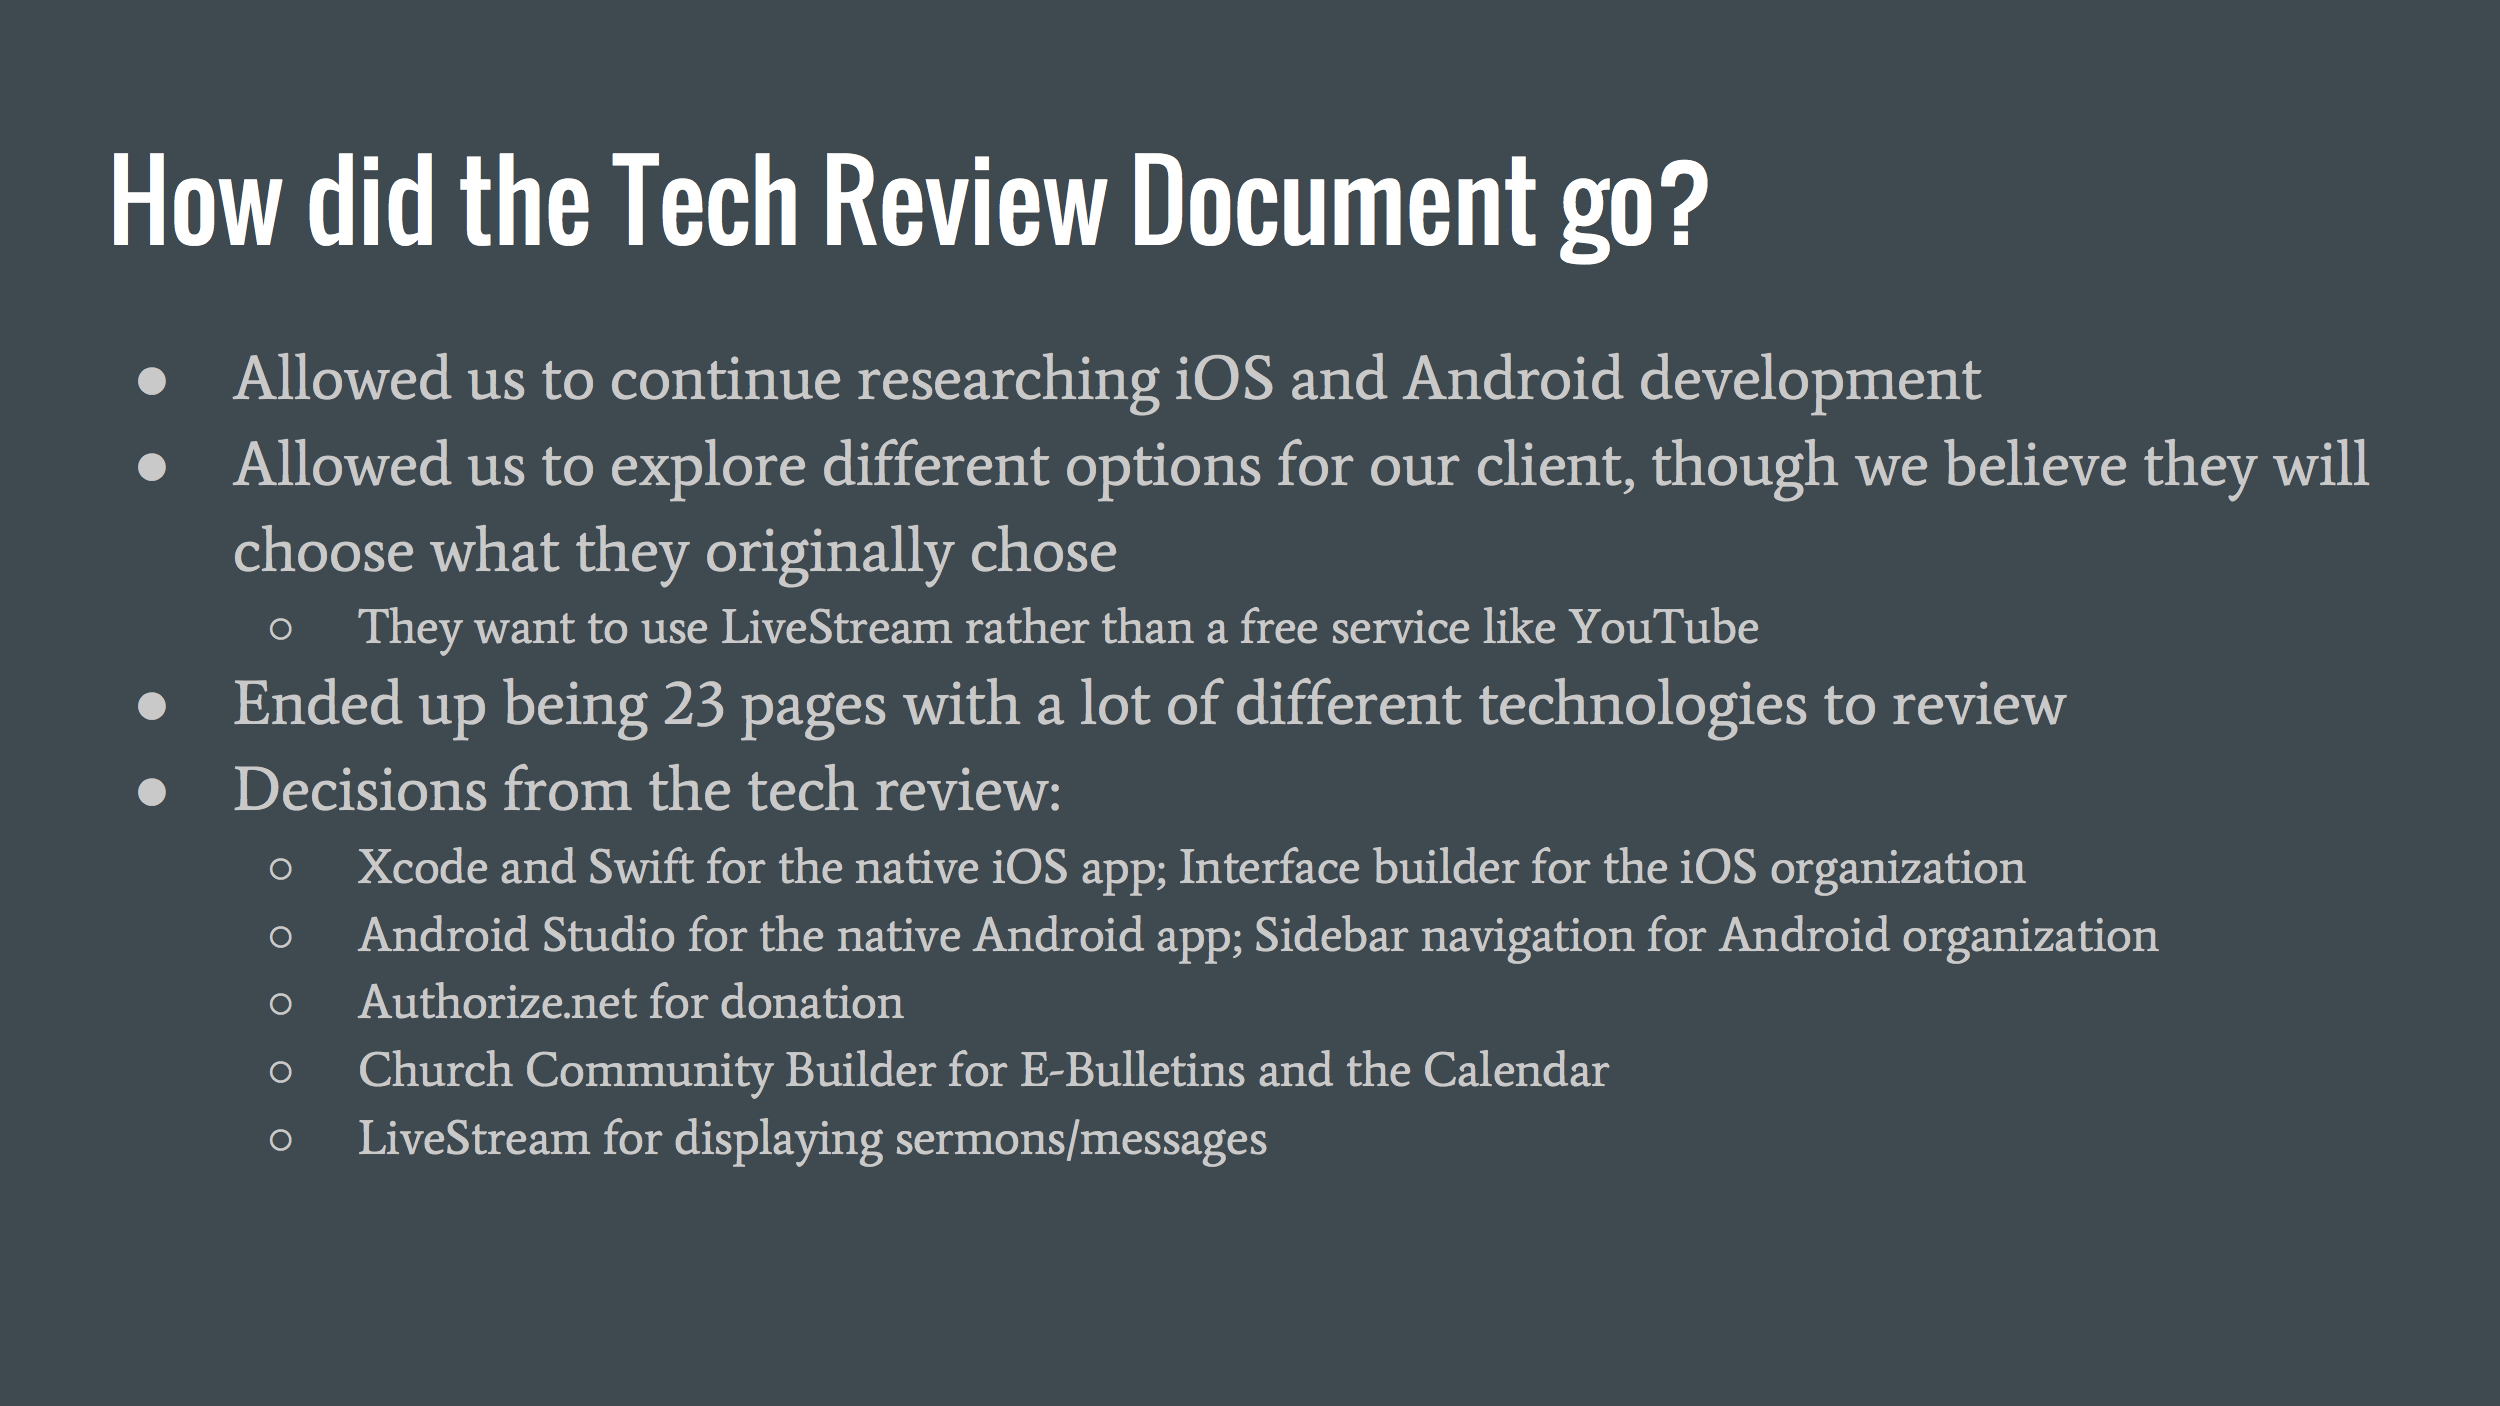 How did the Tech Review Document go?
● Allowed us to continue researching iOS and Android development
● Allowed us to explore different options for our client, though we believe they will
choose what they originally chose
○ They want to use LiveStream rather than a free service like YouTube
● Ended up being 23 pages with a lot of different technologies to review
● Decisions from the tech review:
○ Xcode and Swift for the native iOS app; Interface builder for the iOS organization
○ Android Studio for the native Android app; Sidebar navigation for Android organization
○ Authorize.net for donation
○ Church Community Builder for E-Bulletins and the Calendar
○ LiveStream for displaying sermons/messages